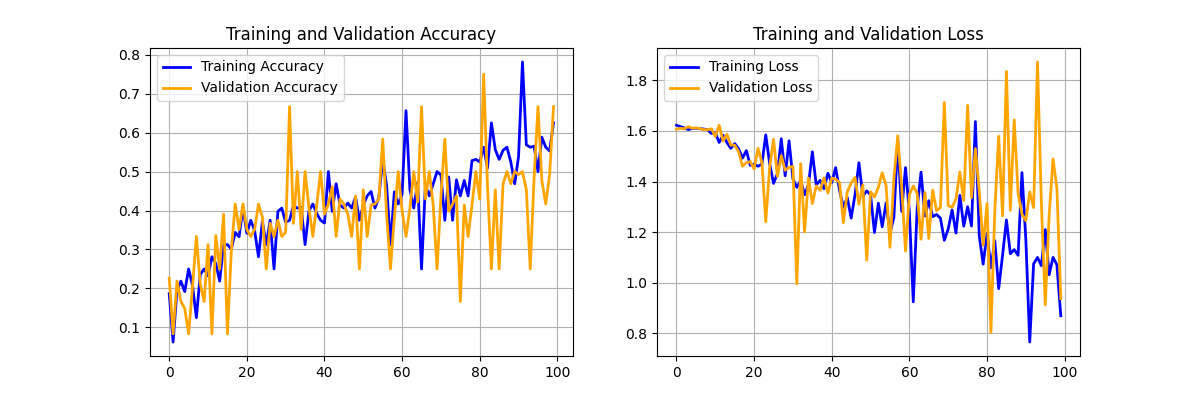 Training and Validation Accuracy
0.8
0.7
0.6
0.5
0.4
0.3
0.2
0.1
0 20 40 60 80 100
Training Accuracy
Validation Accuracy
Training and Validation Loss
1.8
1.6
1.4
1.2
1.0
0.8
0 20 40 60 80 100
Training Loss
Validation Loss